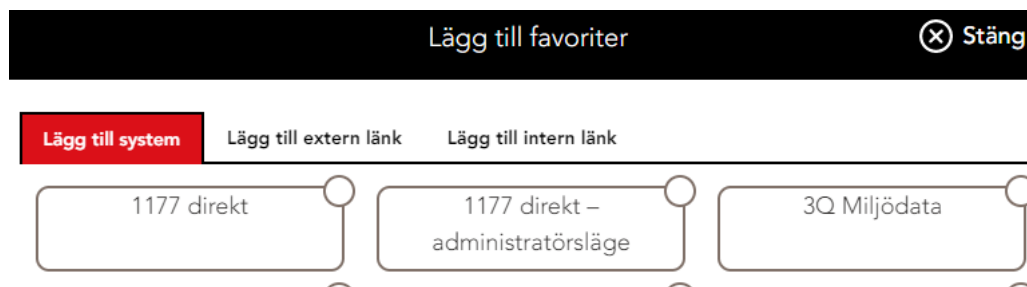 Lägg till favoriter
Stäng
Lägg till system
Lägg till extern länk
Lägg till intern länk
1177 direkt
1177 direkt –
administratörsläge
3Q Miljödata